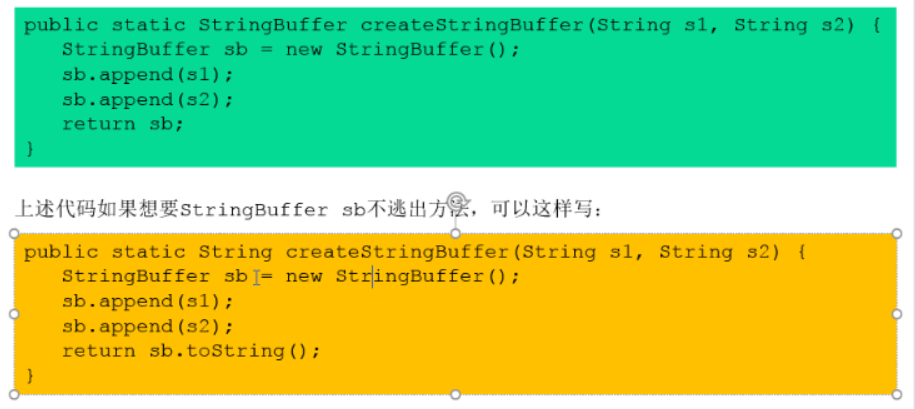 public static StringBuffer createStringBuffer(String s1, String s2) {
   StringBuffer sb = new StringBuffer();
   sb.append(s1);
   sb.append(s2);
   return sb;
}
上述代码如果想要StringBuffer sb不逃出方法，可以这样写：
public static String createStringBuffer(String s1, String s2) {
   StringBuffer sb = new StringBuffer();
   sb.append(s1);
   sb.append(s2);
   return sb.toString();
}